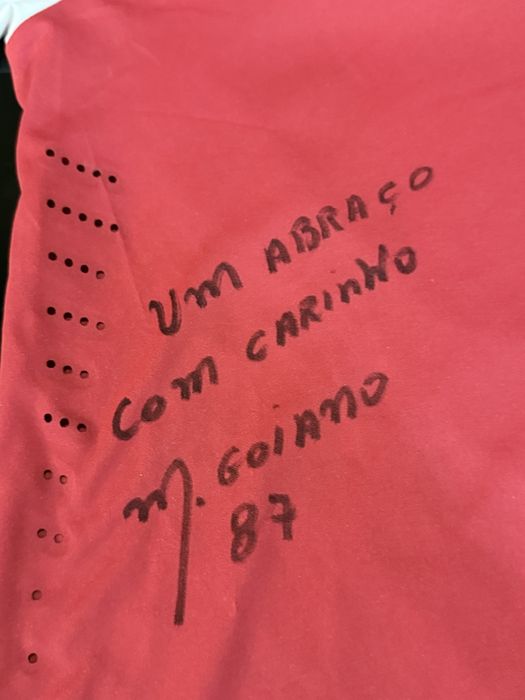 UM ABRAÇO
COM CARINHO
M. GOIANO
87